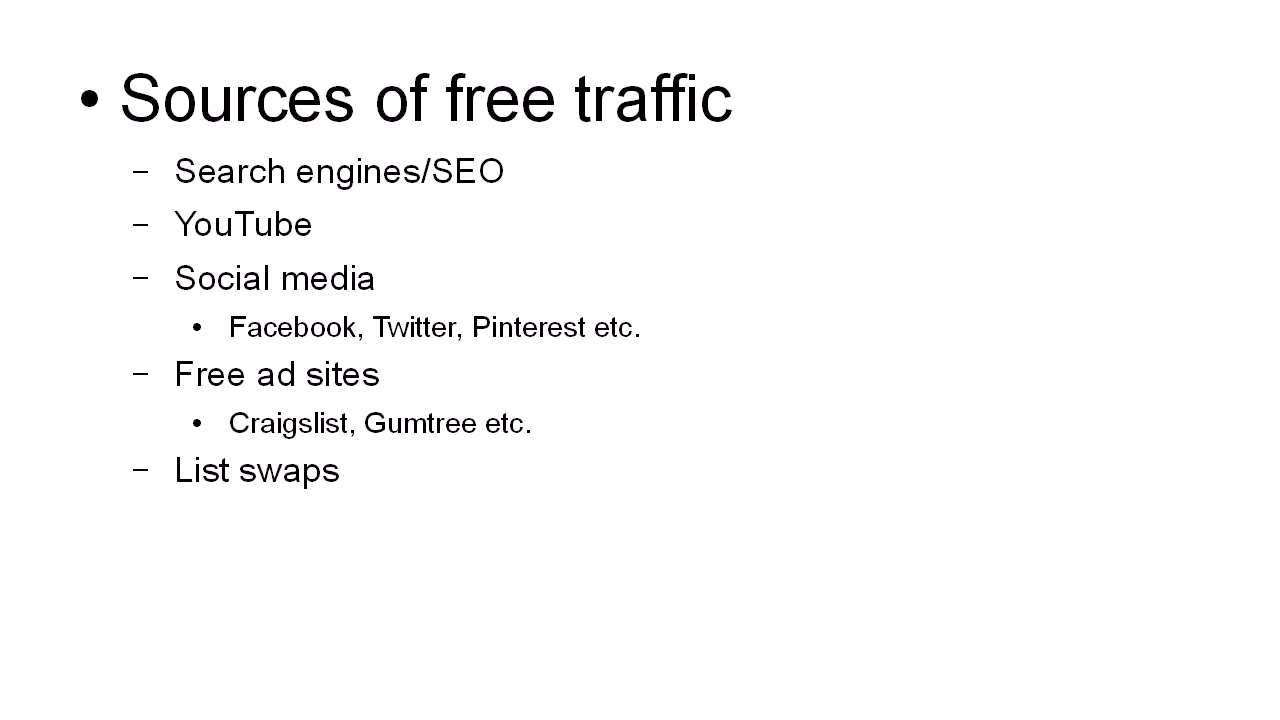 • Sources of free traffic
– Search engines/SEO
– YouTube
– Social media
• Facebook, Twitter, Pinterest etc.
– Free ad sites
• Craigslist, Gumtree etc.
– List swaps